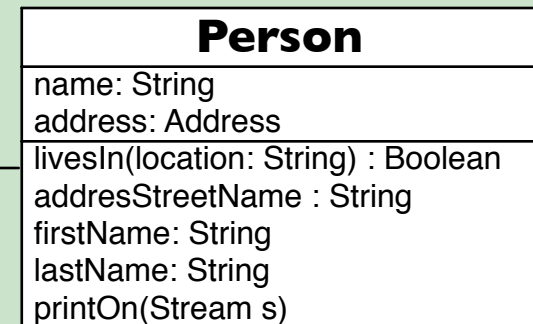 Person
name: String
address: Address
livesIn(location: String) : Boolean
addresStreetName : String
firstName: String
lastName: String
printOn(Stream s)